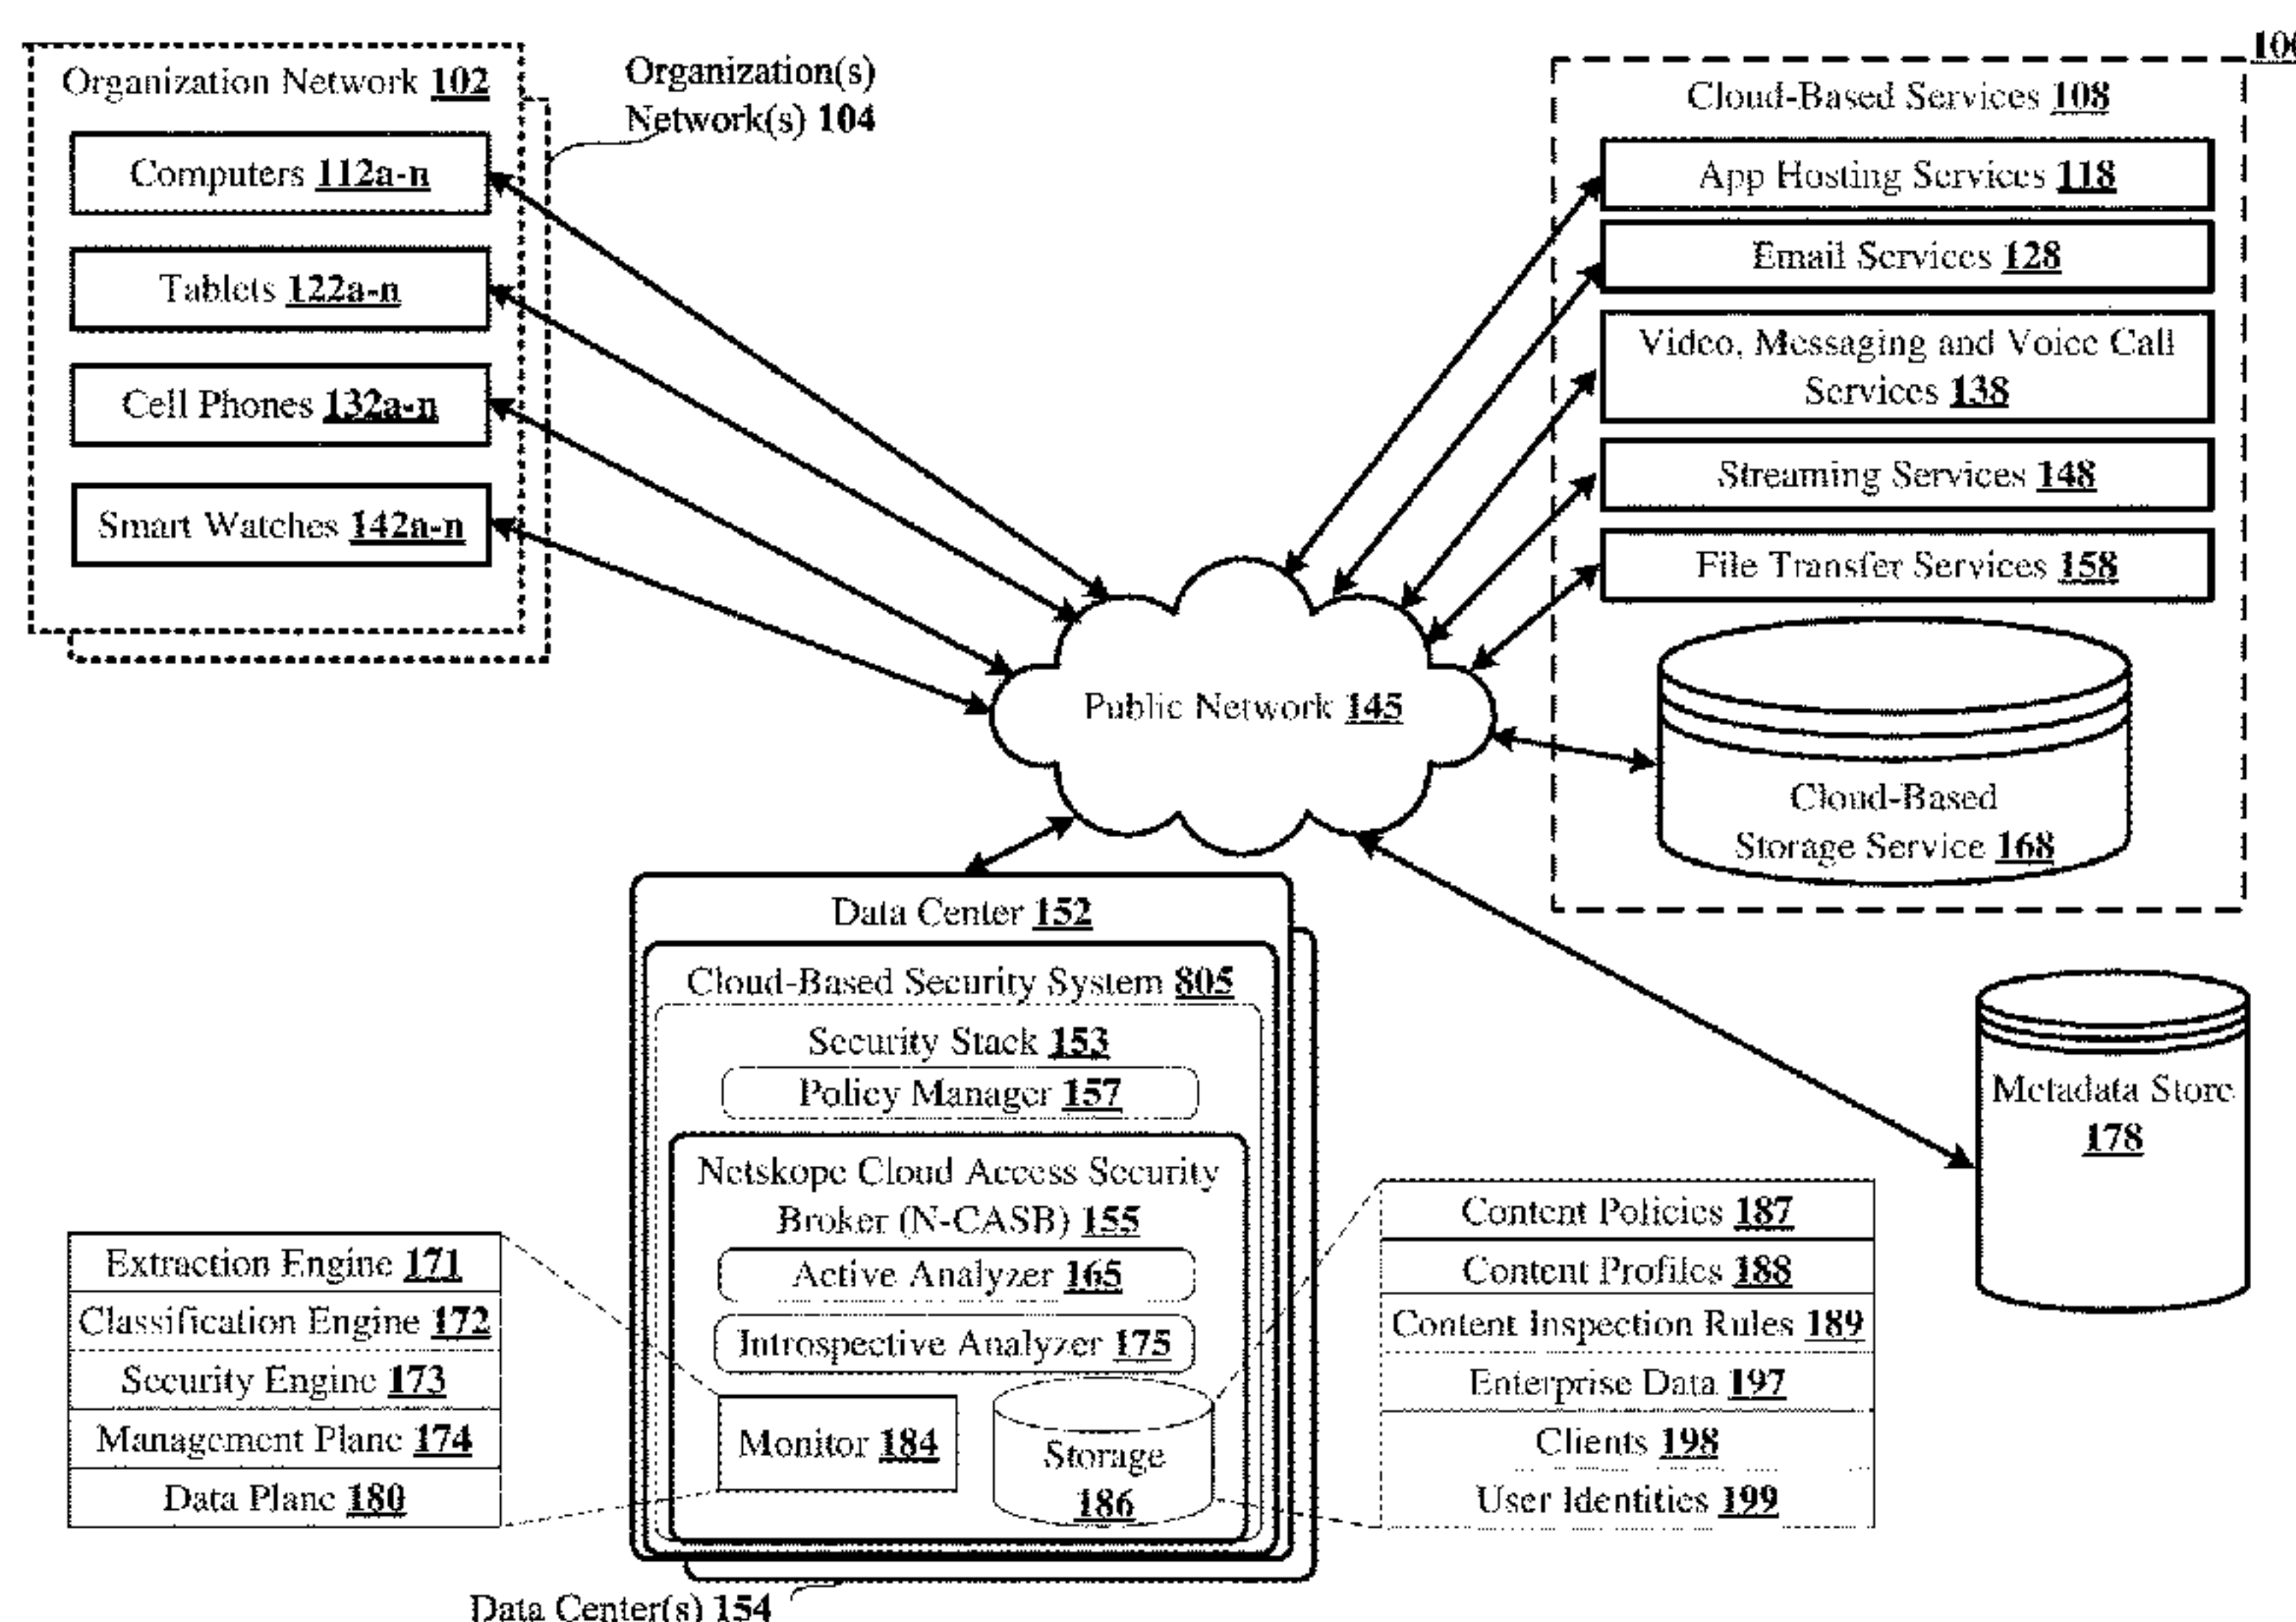 Organization Network 102
Computers 112a-n
Tablets 122a-n
Cell Phones 132a-n
Smart Watches 142a-n
Organization(s)
Network(s) 104
Cloud-Based Services 108
App Hosting Services 118
Email Services 128
Video, Messaging and Voice Call
Services 138
Streaming Services 148
File Transfer Services 158
Cloud-Based
Storage Service 168
Public Network 145
Data Center 152
Cloud-Based Security System 805
Security Stack 153
Policy Manager 157
Netskope Cloud Access Security
Broker (N-CASB) 155
Active Analyzer 165
Introspective Analyzer 175
Monitor 184
Storage
186
Data Center(s) 154
Extraction Engine 171
Classification Engine 172
Security Engine 173
Management Plane 174
Data Plane 180
Content Policies 187
Content Profiles 188
Content Inspection Rules 189
Enterprise Data 197
Clients 198
User Identities 199
Metadata Store
178